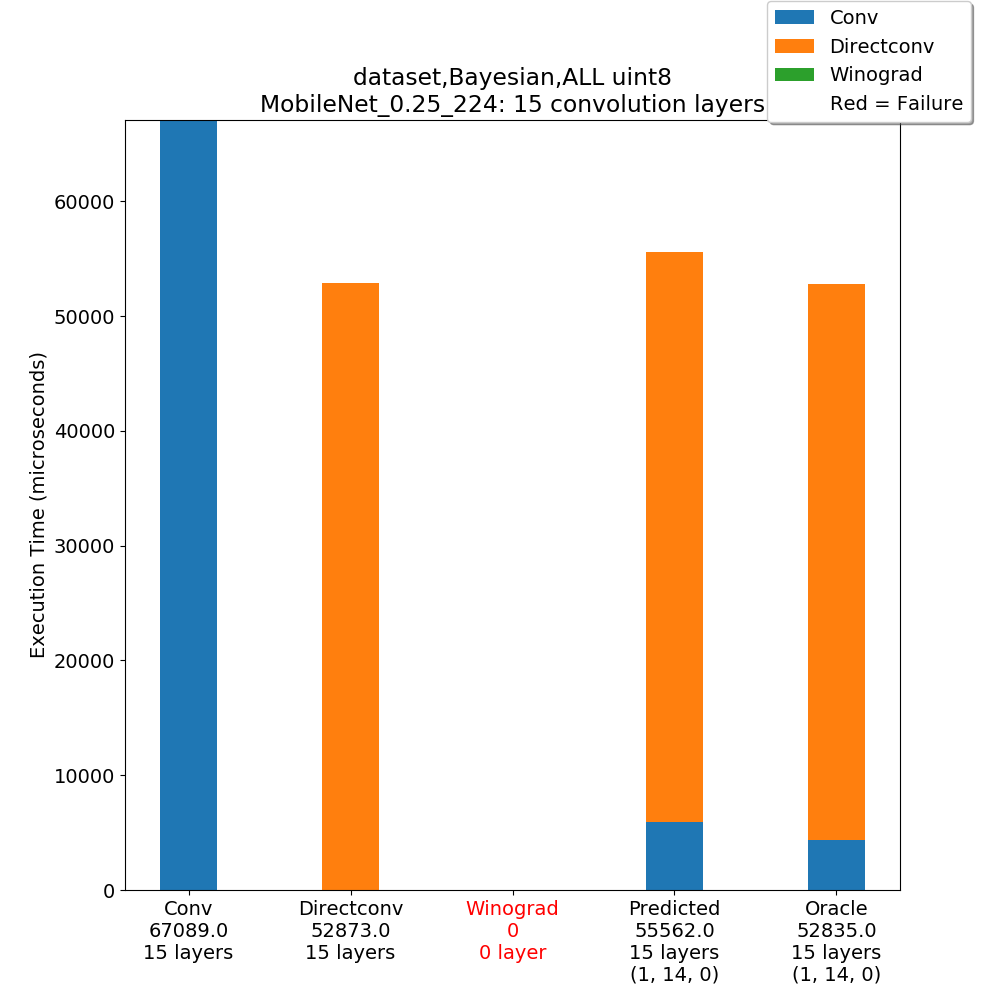 Conv
Directconv
Winograd
Red = Failure
dataset,Bayesian,ALL uint8
MobileNet_0.25_224: 15 convolution layers
Execution Time (microseconds)
60000
50000
40000
30000
20000
10000
0
Conv
67089.0
15 layers
Directconv
52873.0
15 layers
Winograd
0
0 layer
Predicted
55562.0
15 layers
(1, 14, 0)
Oracle
52835.0
15 layers
(1, 14, 0)